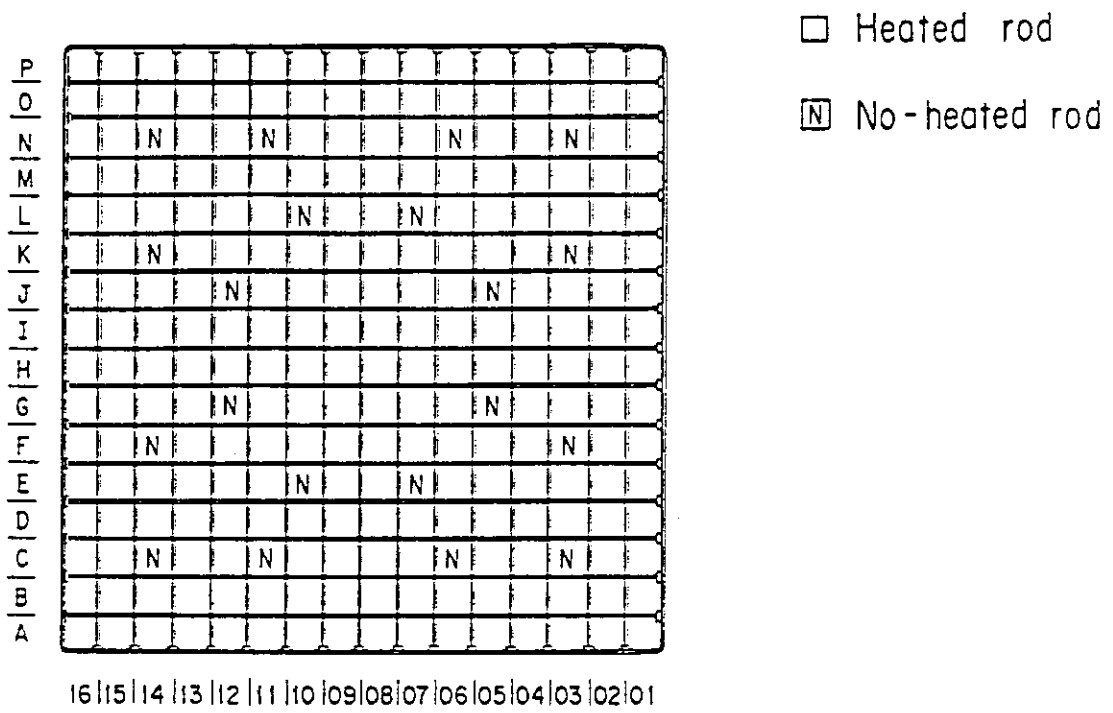 Heated rod
N No-heated rod
P
O
N N N N N
M
L N N
K N N
J N N
I
H
G N N
F N N
E N N
D
C N N N N
B
A
16|15|14|13|12|11|10|09|08|07|06|05|04|03|02|01